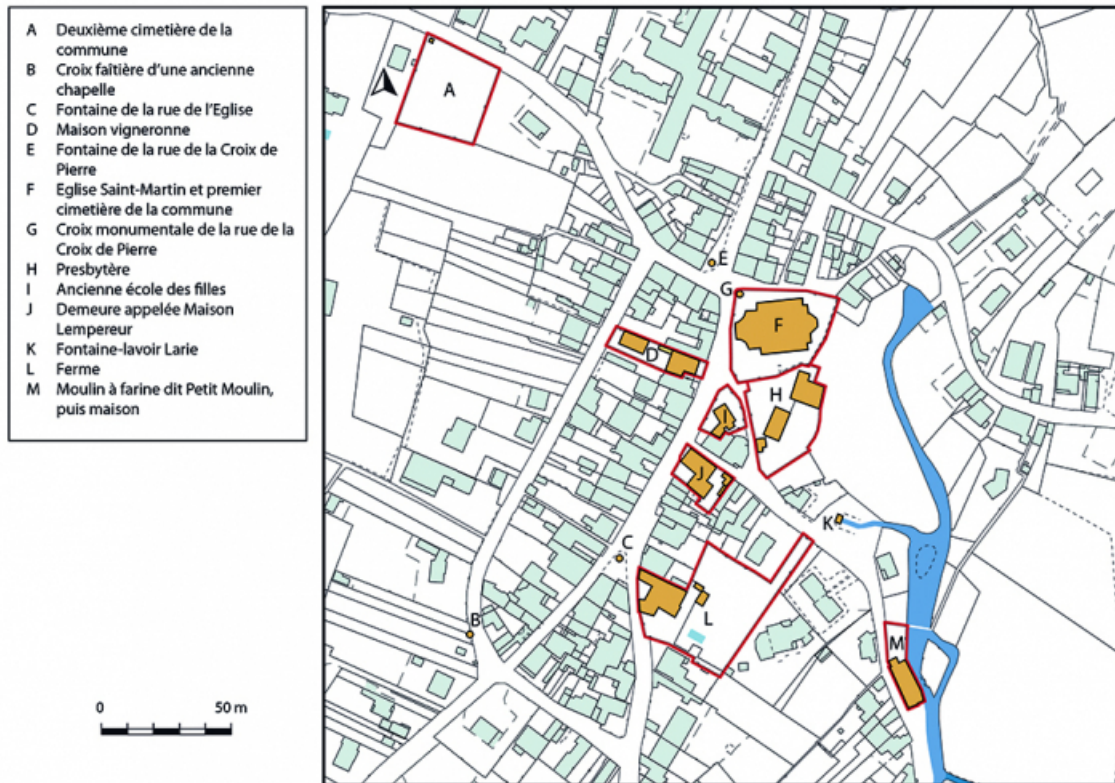 A Deuxième cimetière de la
commune
B Croix faîtière d'une ancienne
chapelle
C Fontaine de la rue de l'Eglise
D Maison vigneronne
E Fontaine de la rue de la Croix de
Pierre
F Eglise Saint-Martin et premier
cimetière de la commune
G Croix monumentale de la rue de la
Croix de Pierre
H Presbytère
I Ancienne école des filles
J Demeure appelée Maison
Lempereur
K Fontaine-lavoir Larie
L Ferme
M Moulin à farine dit Petit Moulin,
puis maison
0 50 m
A
E
G
F
D
H
I
J
K
C
L
B
M